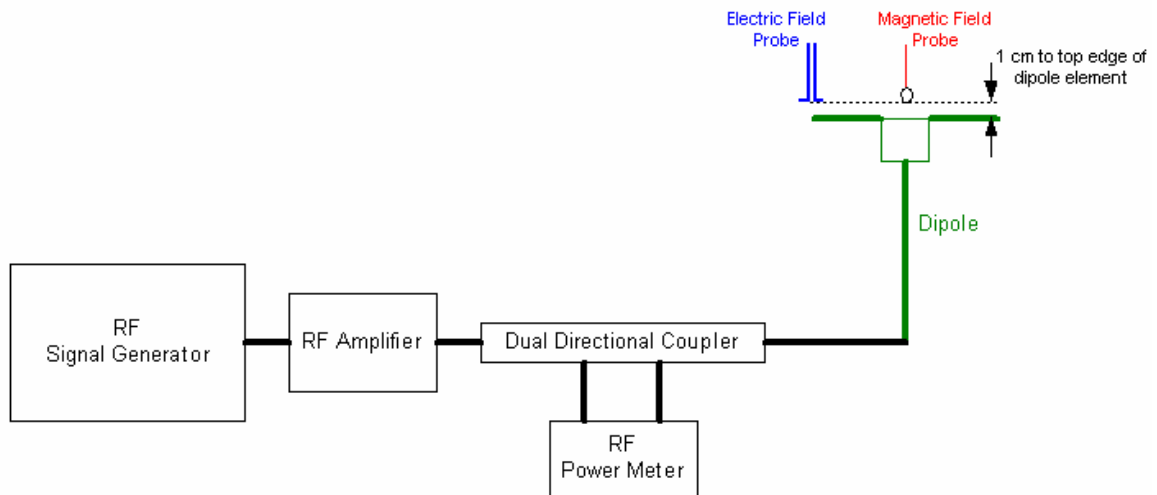 Electric Field
Probe
Magnetic Field
Probe
1 cm to top edge of
dipole element
Dipole
RF
Signal Generator
RF Amplifier
Dual Directional Coupler
RF
Power Meter